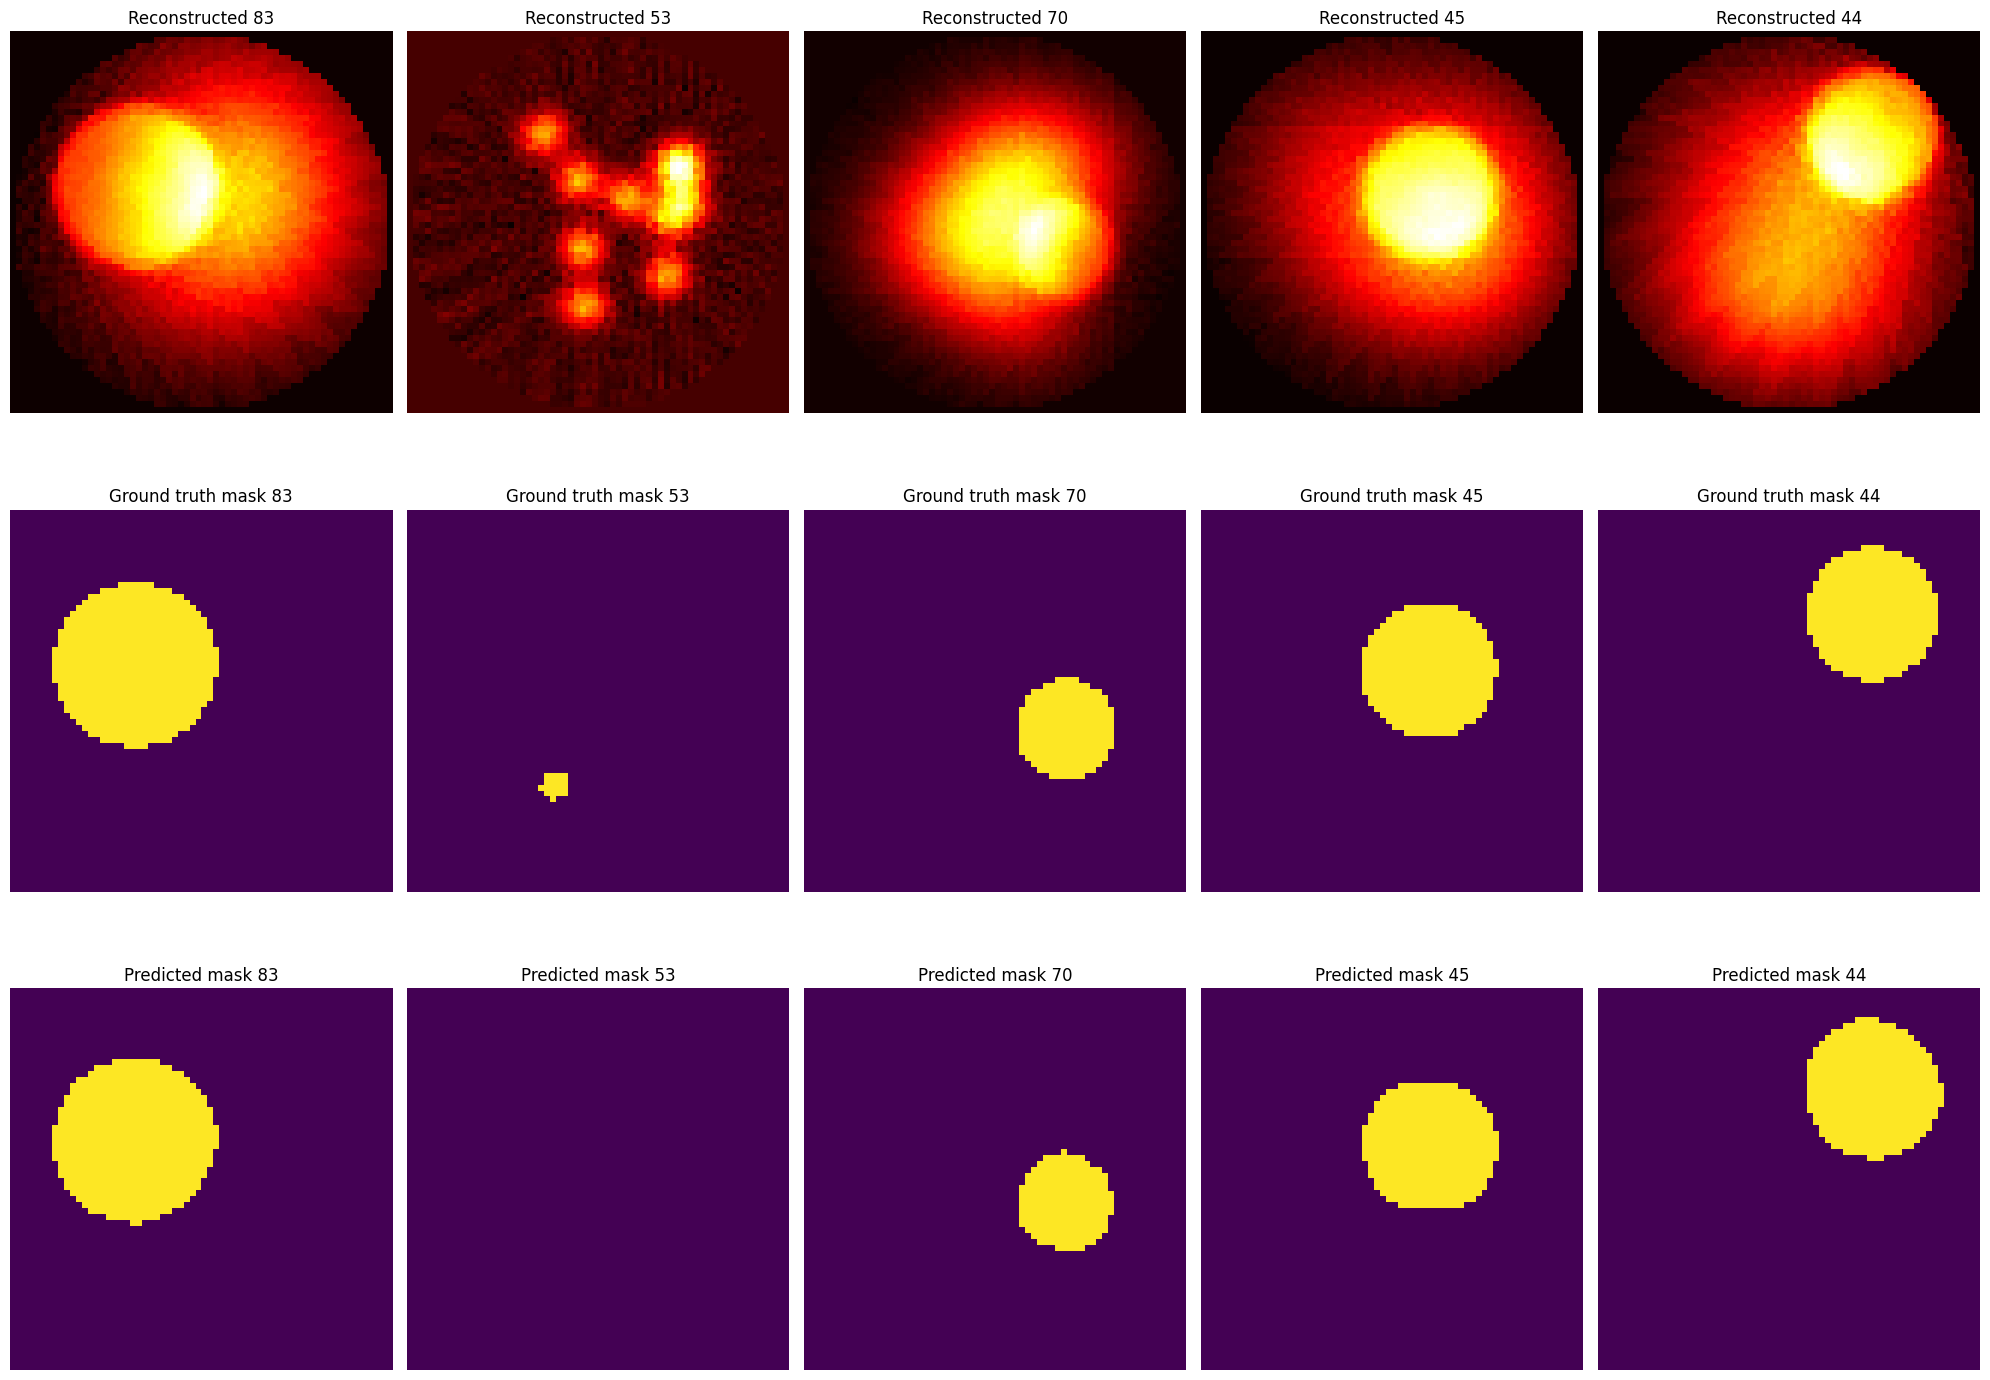 Reconstructed 83
Reconstructed 53
Reconstructed 70
Reconstructed 45
Reconstructed 44
Ground truth mask 83
Ground truth mask 53
Ground truth mask 70
Ground truth mask 45
Ground truth mask 44
Predicted mask 83
Predicted mask 53
Predicted mask 70
Predicted mask 45
Predicted mask 44